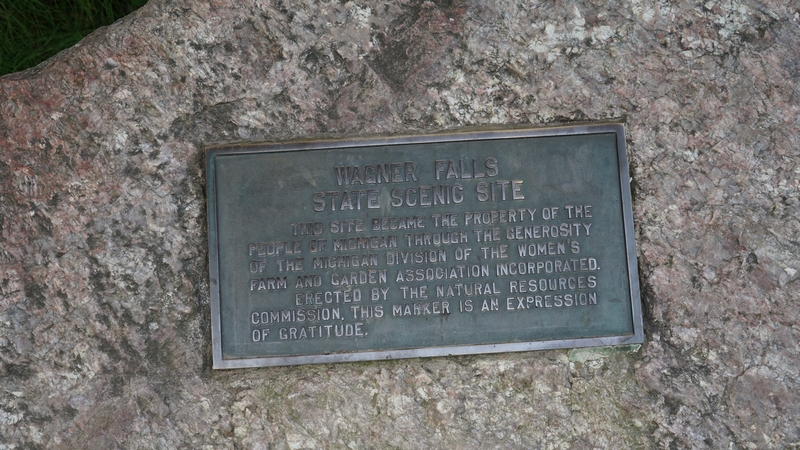 WAGNER FALLS
STATE SCENIC SITE
THIS SITE BECAME THE PROPERTY OF THE
PEOPLE OF MICHIGAN THROUGH THE GENEROSITY
OF THE MICHIGAN DIVISION OF THE WOMEN'S
FARM AND GARDEN ASSOCIATION INCORPORATED.
ERECTED BY THE NATURAL RESOURCES
COMMISSION, THIS MARKER IS AN EXPRESSION
OF GRATITUDE.